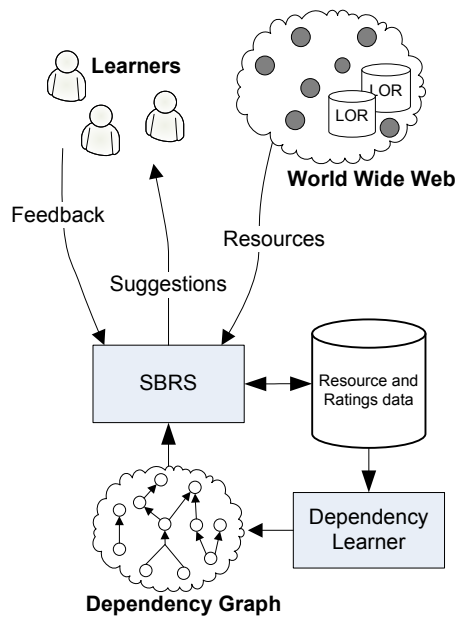 Learners
LOR
LOR
World Wide Web
Feedback
Resources
Suggestions
SBRS
Resource and
Ratings data
Dependency
Learner
Dependency Graph